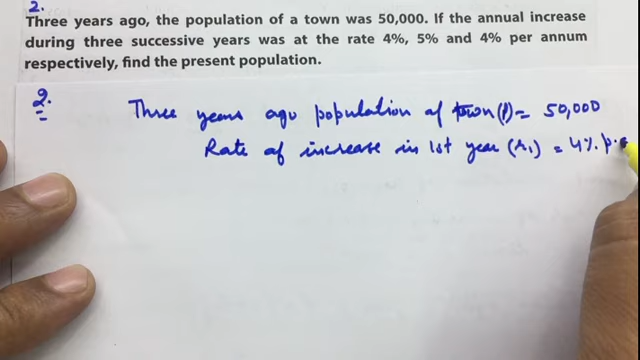 2.
Three years ago, the population of a town was 50,000. If the annual increase
during three successive years was at the rate 4%, 5% and 4% per annum
respectively, find the present population.
2. Three years ago population of town (P) = 50,000
Rate of increase in 1st year (r₁) = 4% p.a